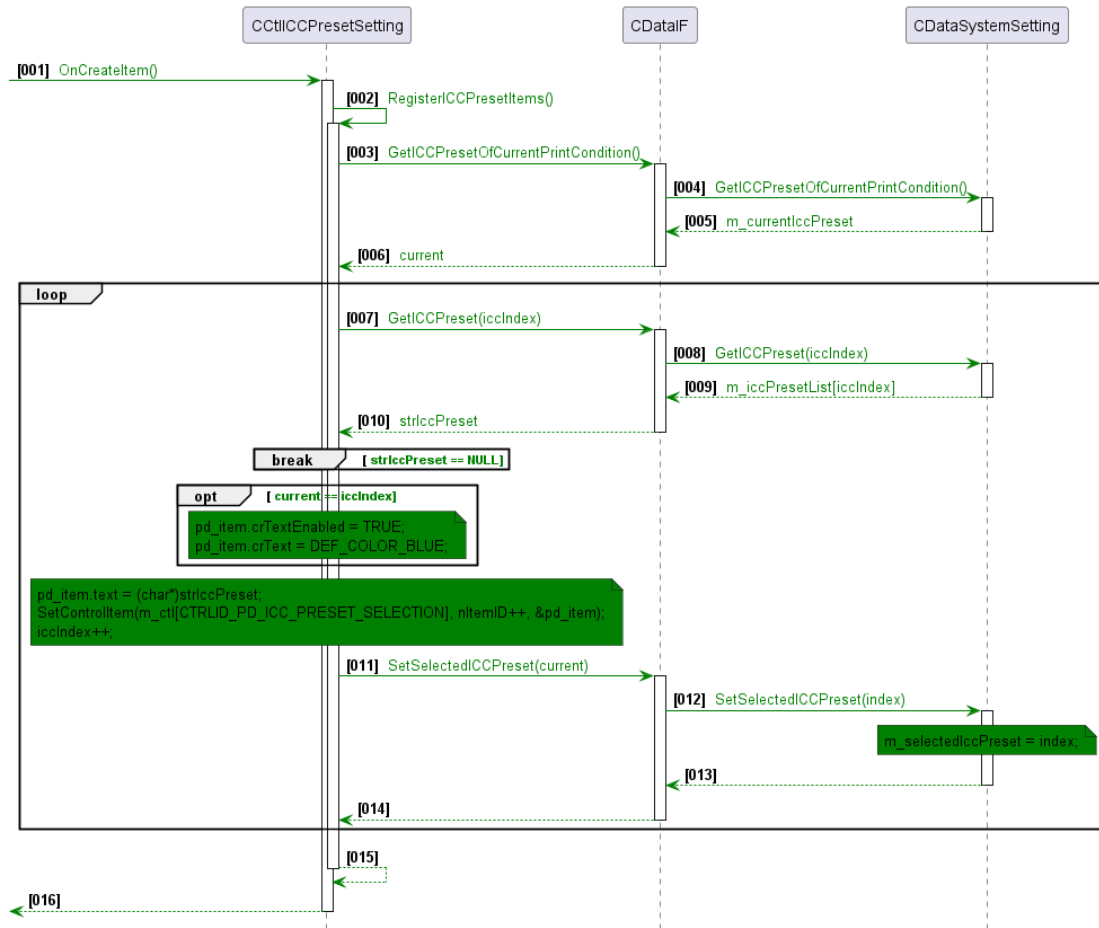 CCtlICCPresetSetting
CDataIF
CDataSystemSetting
[001] OnCreateItem()
[002] RegisterICCPresetItems()
[003] GetICCPresetOfCurrentPrintCondition()
[004] GetICCPresetOfCurrentPrintCondition()
[005] m_currentIccPreset
[006] current
loop
[007] GetICCPreset(iccIndex)
[008] GetICCPreset(iccIndex)
[009] m_iccPresetList[iccIndex]
[010] strIccPreset
break [ strIccPreset == NULL]
opt [ current == iccIndex]
pd_item.crTextEnabled = TRUE;
pd_item.crText = DEF_COLOR_BLUE;
pd_item.text = (char*)strIccPreset;
SetControlItem(m_ctl[CTRLID_PD_ICC_PRESET_SELECTION], nItemID++, &pd_item);
iccIndex++;
[011] SetSelectedICCPreset(current)
[012] SetSelectedICCPreset(index)
m_selectedIccPreset = index;
[013]
[014]
[015]
[016]